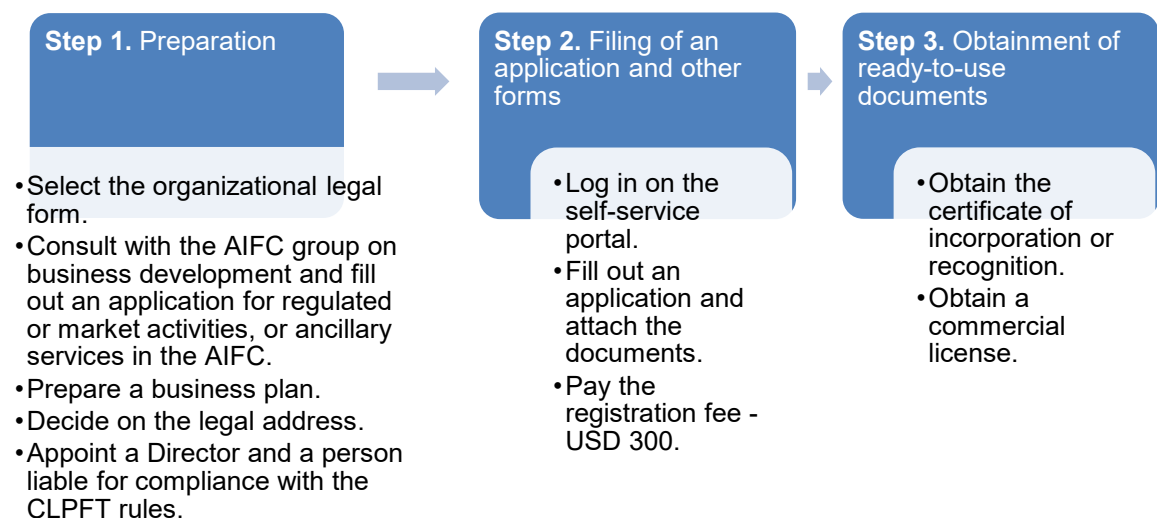 Step 1. Preparation
•Select the organizational legal
form.
•Consult with the AIFC group on
business development and fill
out an application for regulated
or market activities, or ancillary
services in the AIFC.
•Prepare a business plan.
•Decide on the legal address.
•Appoint a Director and a person
liable for compliance with the
CLPFT rules.
Step 2. Filing of an
application and other
forms
•Log in on the
self-service
portal.
•Fill out an
application and
attach the
documents.
•Pay the
registration fee -
USD 300.
Step 3. Obtainment of
ready-to-use
documents
•Obtain the
certificate of
incorporation or
recognition.
•Obtain a
commercial
license.